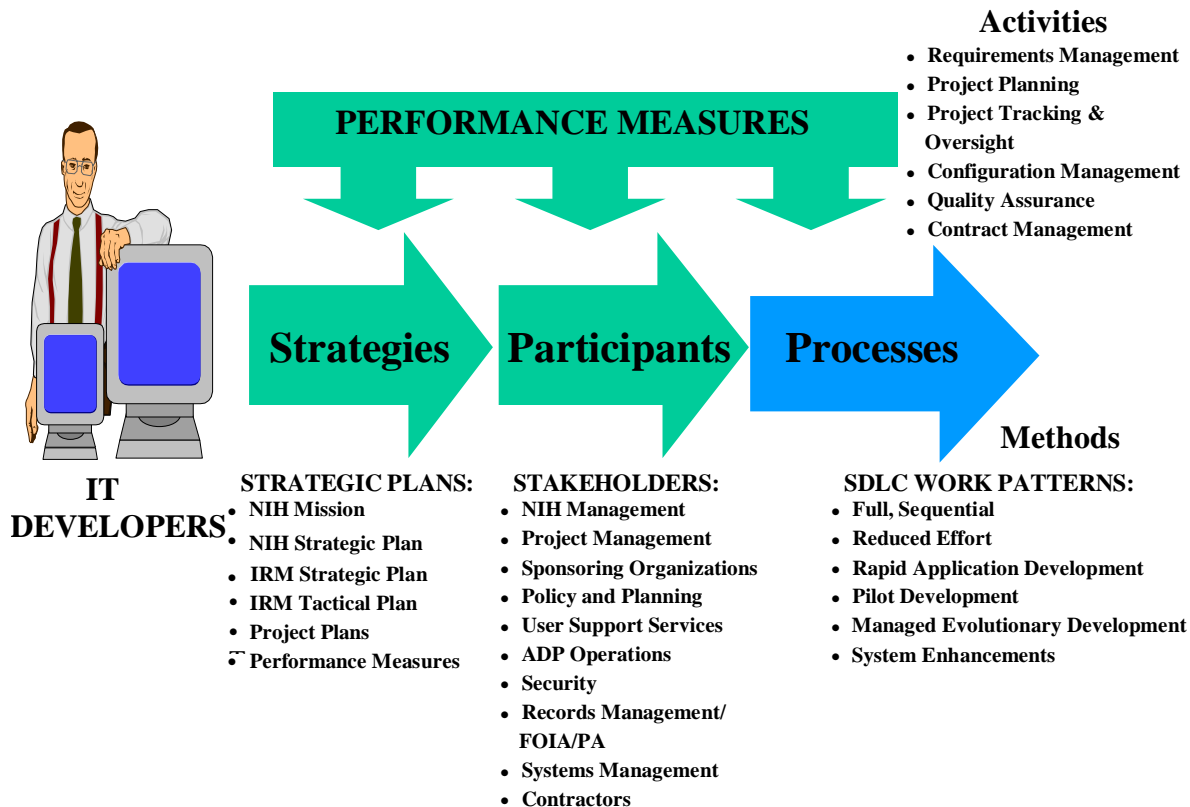 Activities
• Requirements Management
• Project Planning
• Project Tracking &
Oversight
• Configuration Management
• Quality Assurance
• Contract Management
PERFORMANCE MEASURES
Strategies
Participants
Processes
Methods
IT
DEVELOPERS
STRATEGIC PLANS:
• NIH Mission
• NIH Strategic Plan
• IRM Strategic Plan
• IRM Tactical Plan
• Project Plans
• Performance Measures
STAKEHOLDERS:
• NIH Management
• Project Management
• Sponsoring Organizations
• Policy and Planning
• User Support Services
• ADP Operations
• Security
• Records Management/
FOIA/PA
• Systems Management
• Contractors
SDLC WORK PATTERNS:
• Full, Sequential
• Reduced Effort
• Rapid Application Development
• Pilot Development
• Managed Evolutionary Development
• System Enhancements